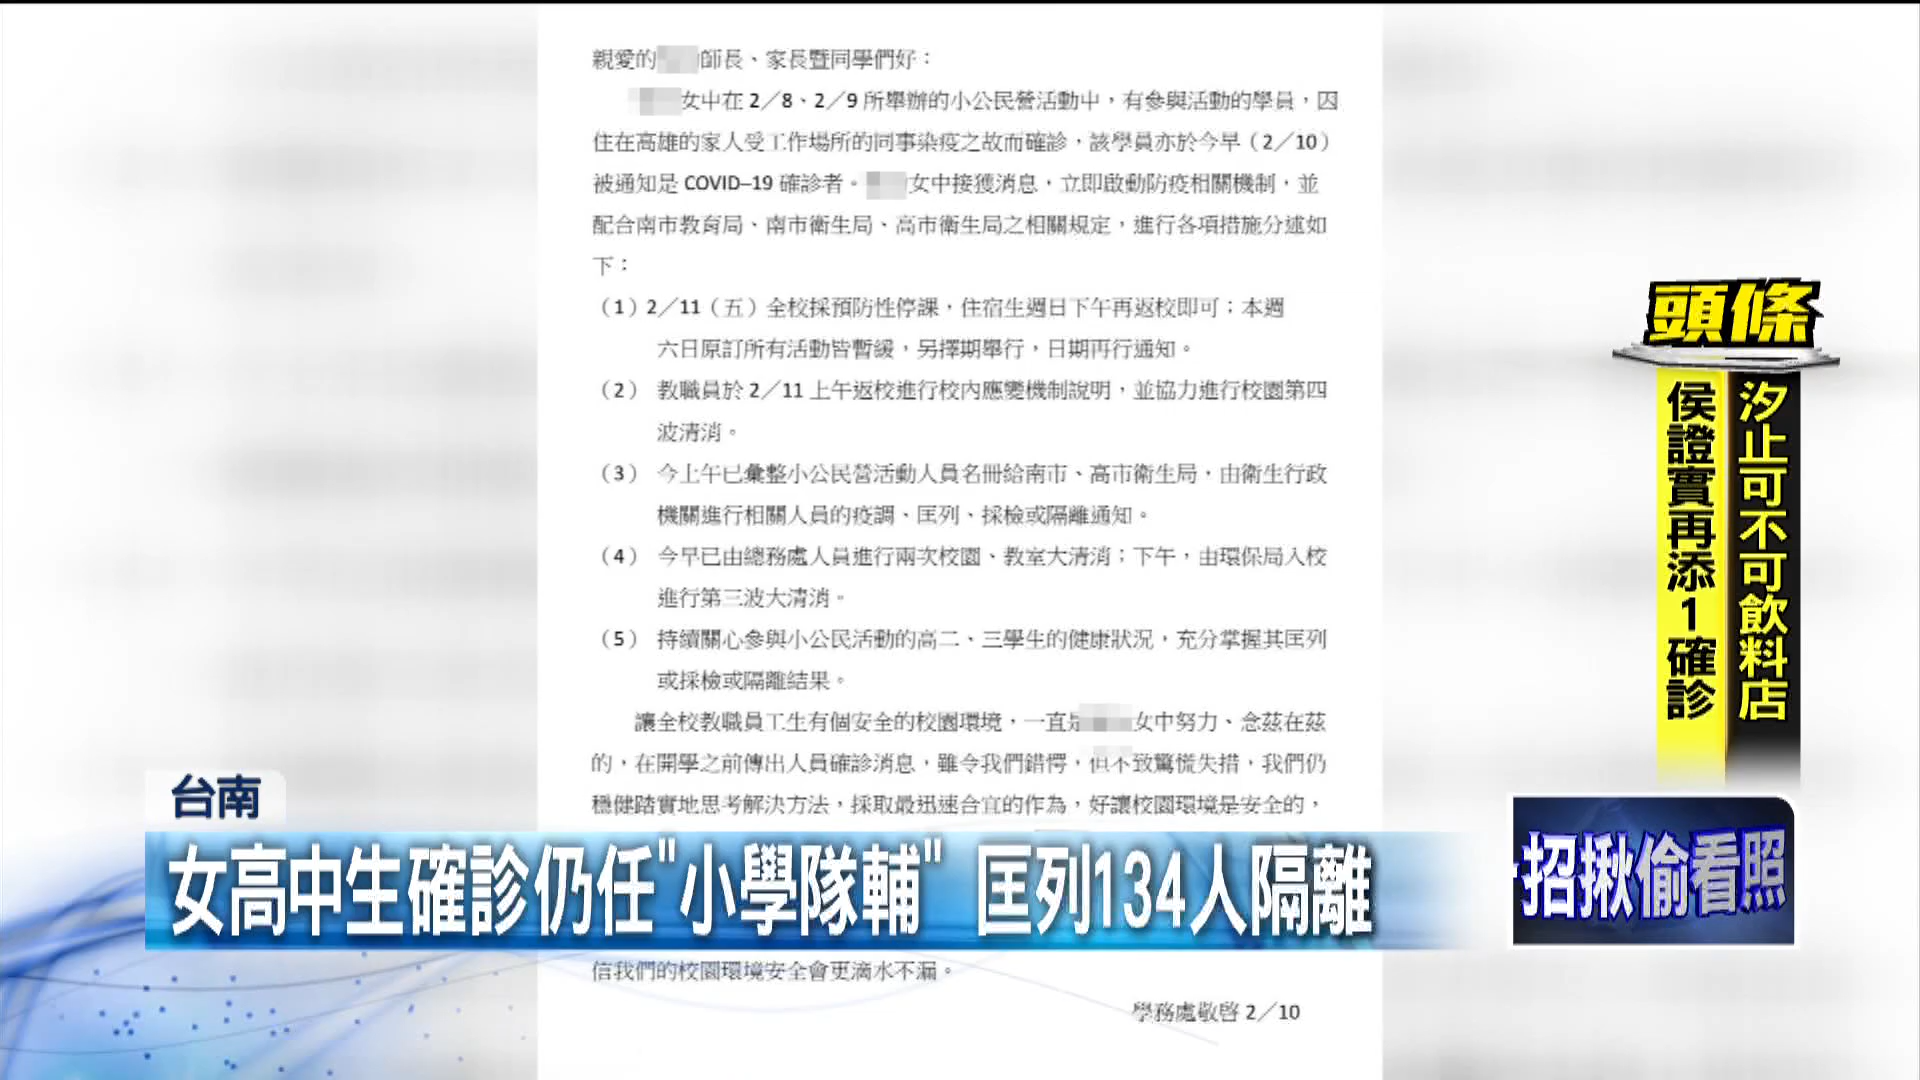 親愛的 師長、家長暨同學們好：
女中在 2／8、2／9 所舉辦的小公民營活動中，有參與活動的學員，因
住在高雄的家人受工作場所的同事染疫之故而確診，該學員亦於今早（2／10）
被通知是 COVID–19 確診者。 女中接獲消息，立即啟動防疫相關機制，並
配合南市教育局、南市衛生局、高市衛生局之相關規定，進行各項措施分述如
下：
（1）2／11（五）全校採預防性停課，住宿生週日下午再返校即可；本週
六日原訂所有活動皆暫緩，另擇期舉行，日期再行通知。
（2） 教職員於 2／11 上午返校進行校內應變機制說明，並協力進行校園第四
波清消。
（3） 今上午已彙整小公民營活動人員名冊給南市、高市衛生局，由衛生行政
機關進行相關人員的疫調、匡列、採檢或隔離通知。
（4） 今早已由總務處人員進行兩次校園、教室大清消；下午，由環保局入校
進行第三波大清消。
（5） 持續關心參與小公民活動的高二、三學生的健康狀況，充分掌握其匡列
或採檢或隔離結果。
讓全校教職員工生有個安全的校園環境，一直是 女中努力、念茲在茲
的，在開學之前傳出人員確診消息，雖令我們錯愕，但不致驚慌失措，我們仍
穩健踏實地思考解決方法，採取最迅速合宜的作為，好讓校園環境是安全的，
信我們的校園環境安全會更滴水不漏。
學務處敬啓 2／10
台南
女高中生確診仍任"小學隊輔" 匡列134人隔離
頭條
汐止可不可飲料店
侯證實再添1確診
招揪偷看照